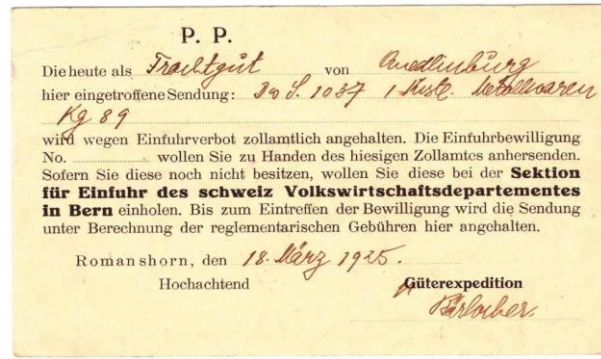 P. P.
Die heute als Frachtgut von Quedlinburg
hier eingetroffene Sendung: 1037 1 Kiste Metallwaren
Kg 89
wird wegen Einfuhrverbot zollamtlich angehalten. Die Einfuhrbewilligung
No. wollen Sie zu Handen des hiesigen Zollamtes anhersenden.
Sofern Sie diese noch nicht besitzen, wollen Sie diese bei der Sektion
für Einfuhr des schweiz Volkswirtschaftsdepartementes
in Bern einholen. Bis zum Eintreffen der Bewilligung wird die Sendung
unter Berechnung der reglementarischen Gebühren hier angehalten.
Romanshorn, den 18. März 1925.
Hochachtend Güterexpedition